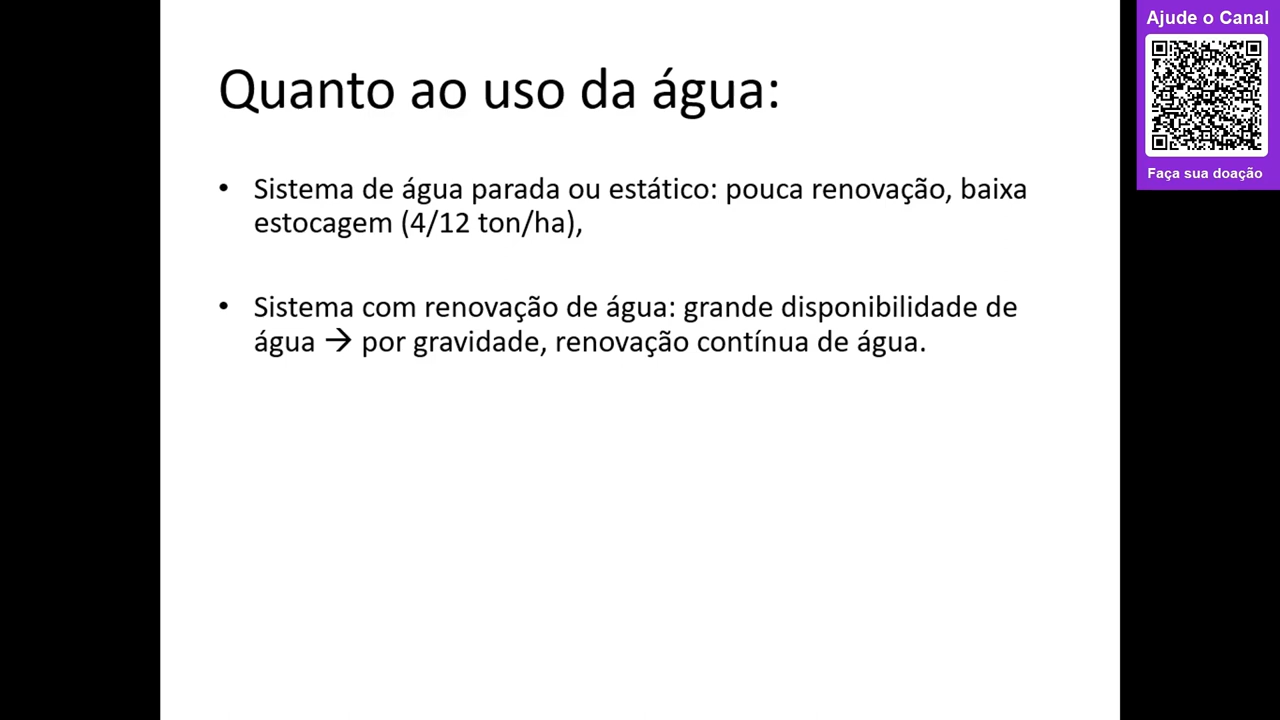 Quanto ao uso da água:
• Sistema de água parada ou estático: pouca renovação, baixa
estocagem (4/12 ton/ha),
• Sistema com renovação de água: grande disponibilidade de
água → por gravidade, renovação contínua de água.
Ajude o Canal
Faça sua doação